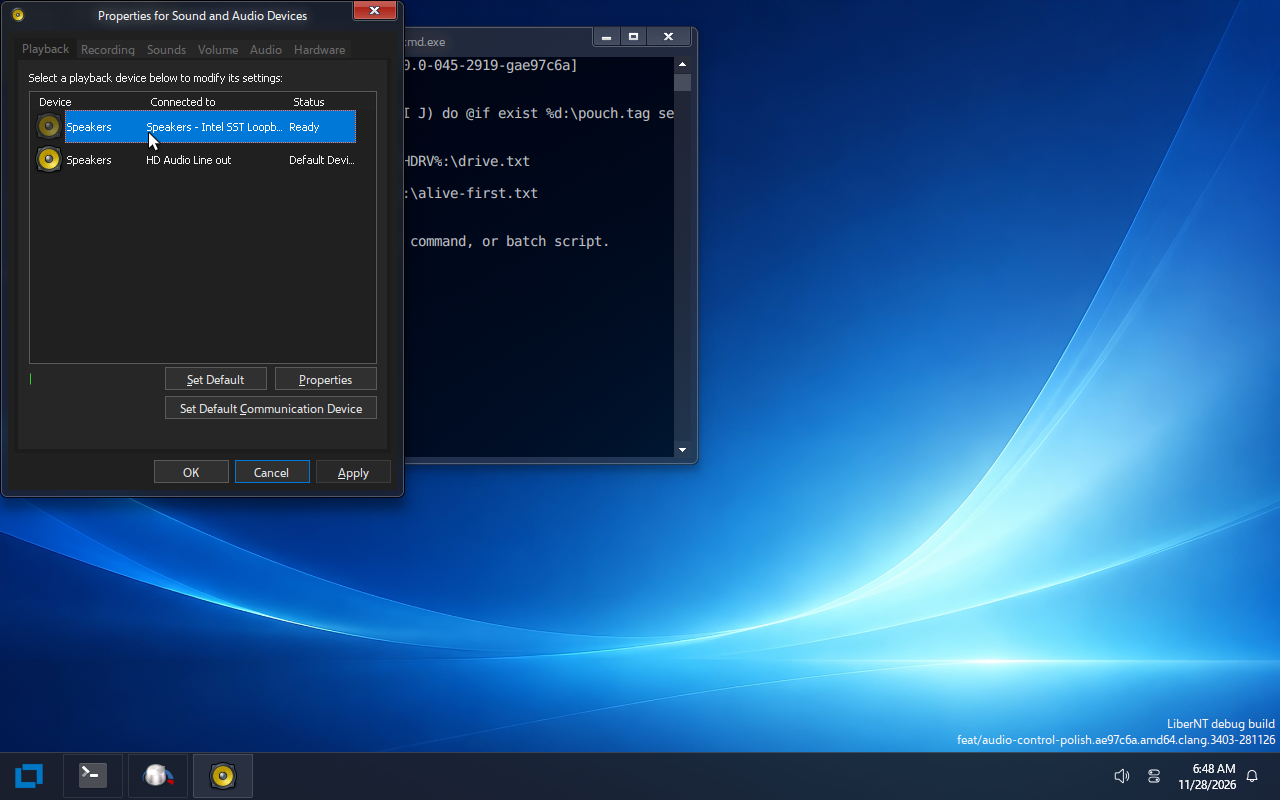 Properties for Sound and Audio Devices
Playback Recording Sounds Volume Audio Hardware
Select a playback device below to modify its settings:
Device Connected to Status
Speakers Speakers - Intel SST Loopb... Ready
Speakers HD Audio Line out Default Devi...
Set Default Properties
Set Default Communication Device
OK Cancel Apply
cmd.exe
0.0-045-2919-gae97c6a]
I J) do @if exist %d:\pouch.tag se
HDRV%:\drive.txt
:\alive-first.txt
command, or batch script.
LiberNT debug build
feat/audio-control-polish.ae97c6a.amd64.clang.3403-281126
6:48 AM
11/28/2026